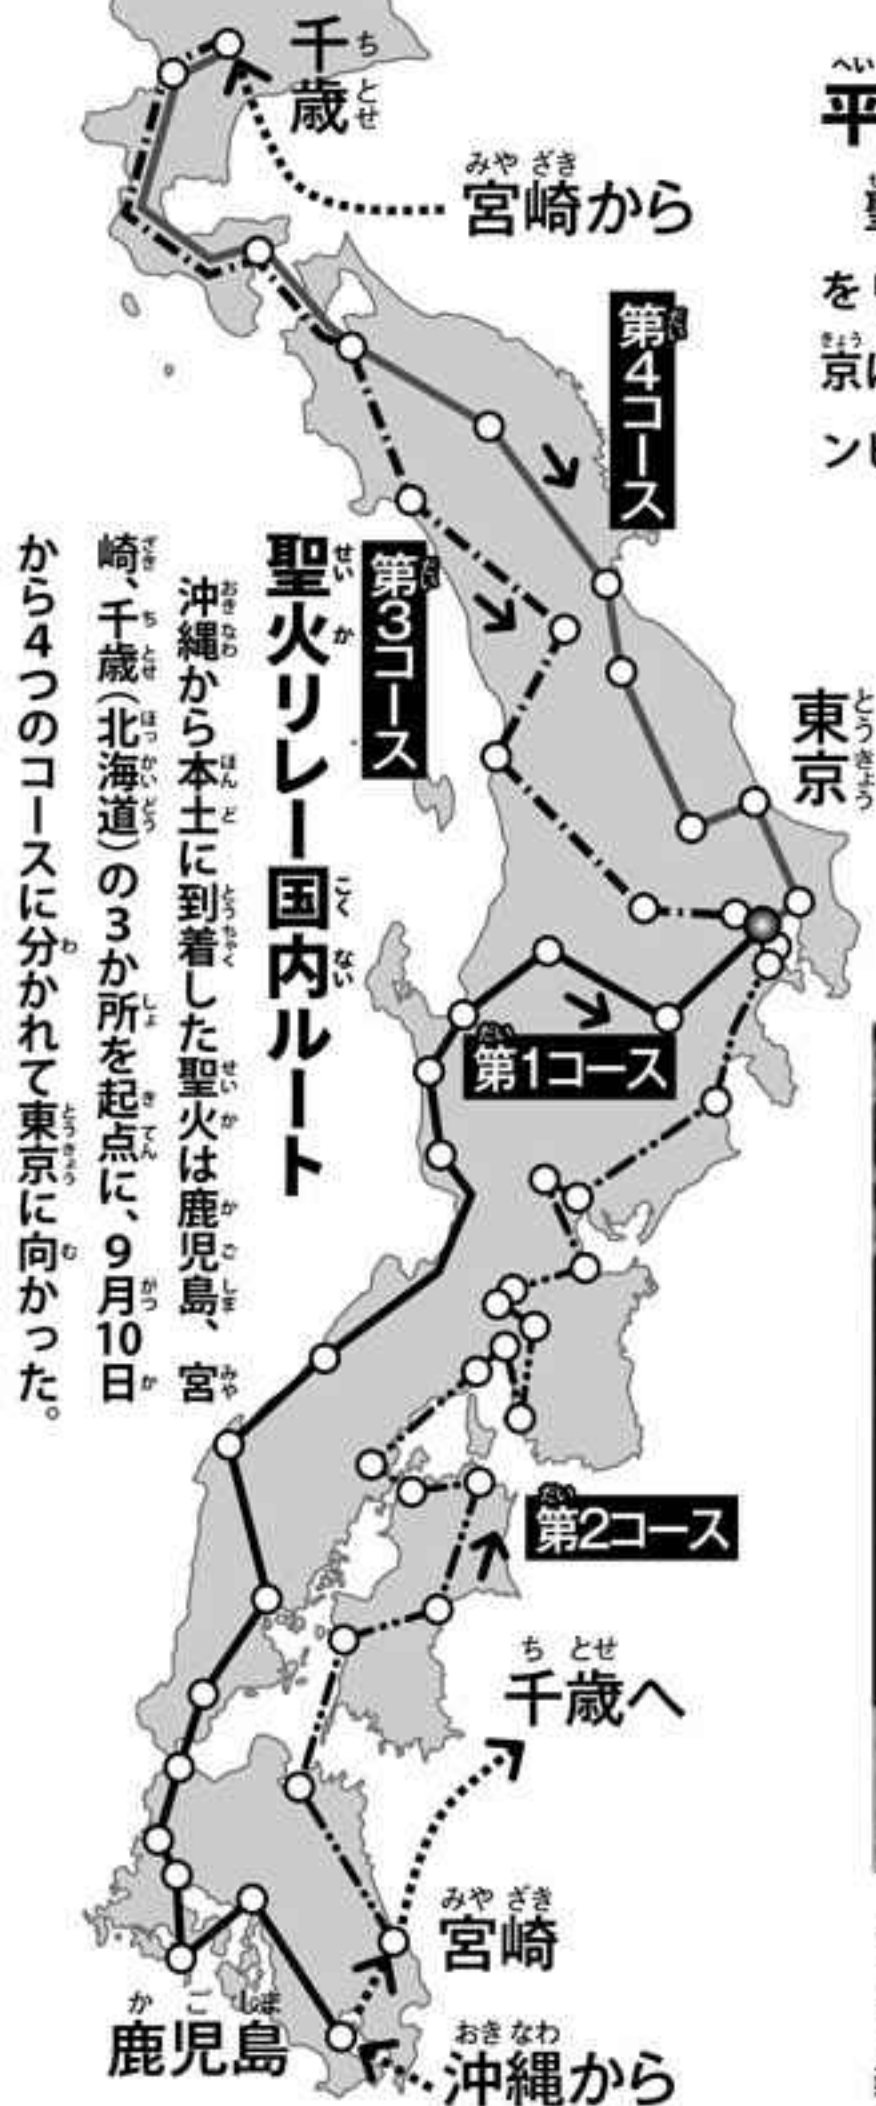 平
を
京
ン
千歳
宮崎から
第4コース
東京
第3コース
聖火リレー国内ルート
沖縄から本土に到着した聖火は鹿児島、宮
崎、千歳(北海道)の3か所を起点に、9月10日
から4つのコースに分かれて東京に向かった。
第1コース
第2コース
千歳へ
宮崎
鹿児島
沖縄から